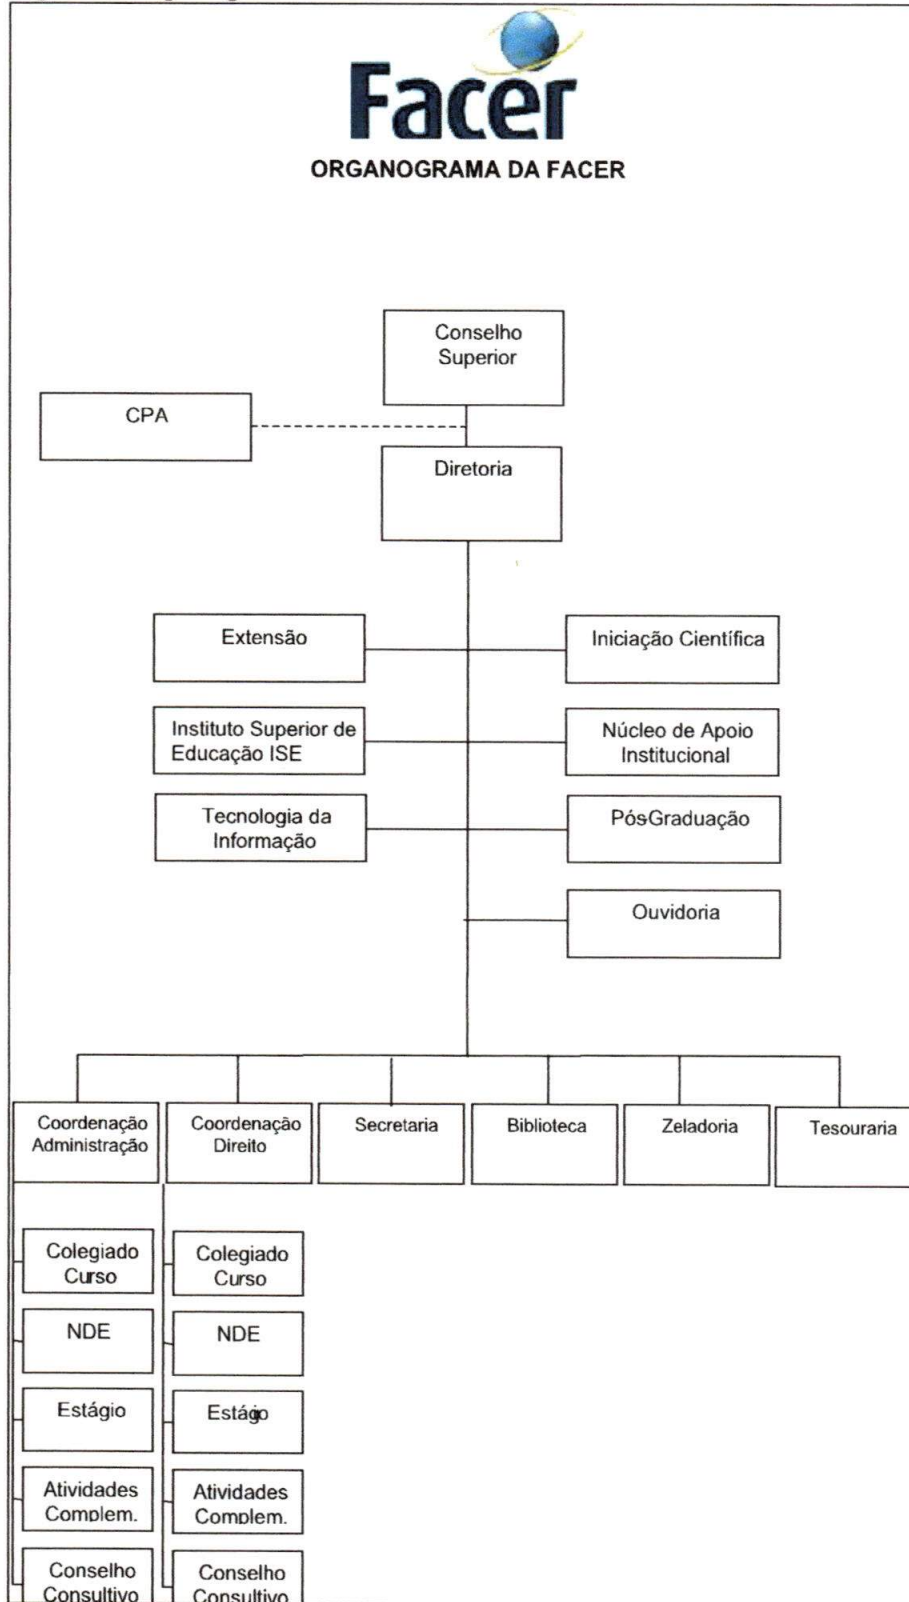 Facer
ORGANOGRAMA DA FACER
Conselho
Superior
CPA
Diretoria
Extensão
Iniciação Científica
Instituto Superior de
Educação ISE
Núcleo de Apoio
Institucional
Tecnologia da
Informação
Pós-Graduação
Ouvidoria
Coordenação
Administração
Coordenação
Direito
Secretaria
Biblioteca
Zeladoria
Tesouraria
Colegiado
Curso
Colegiado
Curso
NDE
NDE
Estágio
Estágio
Atividades
Complem.
Atividades
Complem.
Conselho
Consultivo
Conselho
Consultivo